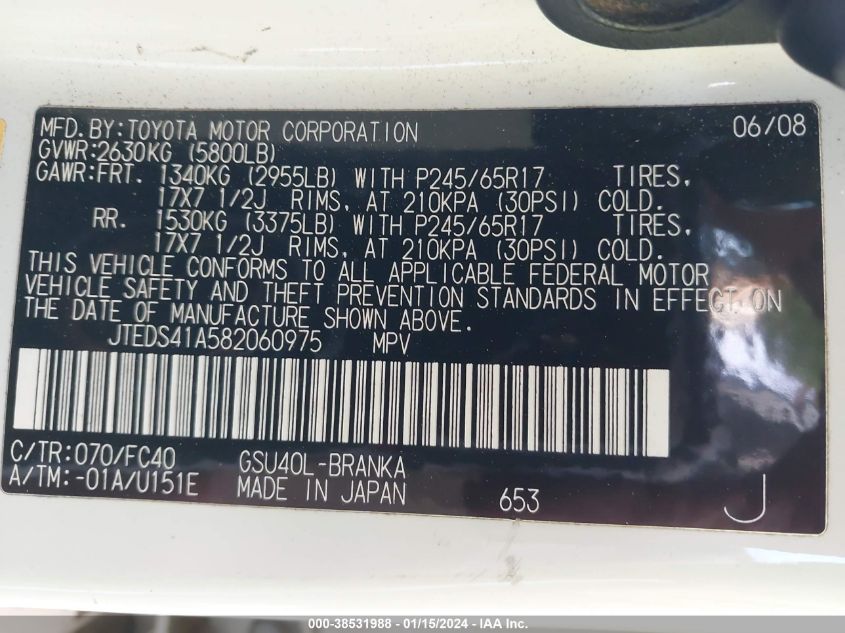 MFD.BY:TOYOTA MOTOR CORPORATION 06/08
GVWR:2630KG (5800LB)
GAWR:FRT. 1340KG (2955LB) WITH P245/65R17 TIRES,
17X7 1/2J RIMS, AT 210KPA (30PSI) COLD.
RR. 1530KG (3375LB) WITH P245/65R17 TIRES,
17X7 1/2J RIMS, AT 210KPA (30PSI) COLD.
THIS VEHICLE CONFORMS TO ALL APPLICABLE FEDERAL MOTOR
VEHICLE SAFETY AND THEFT PREVENTION STANDARDS IN EFFECT ON
THE DATE OF MANUFACTURE SHOWN ABOVE.
JTEDS41A582060975 MPV
C/TR:070/FC40 GSU40L-BRANKA
A/TM:-01A/U151E MADE IN JAPAN 653 J
000-38531988 — 01/15/2024 — IAA Inc.